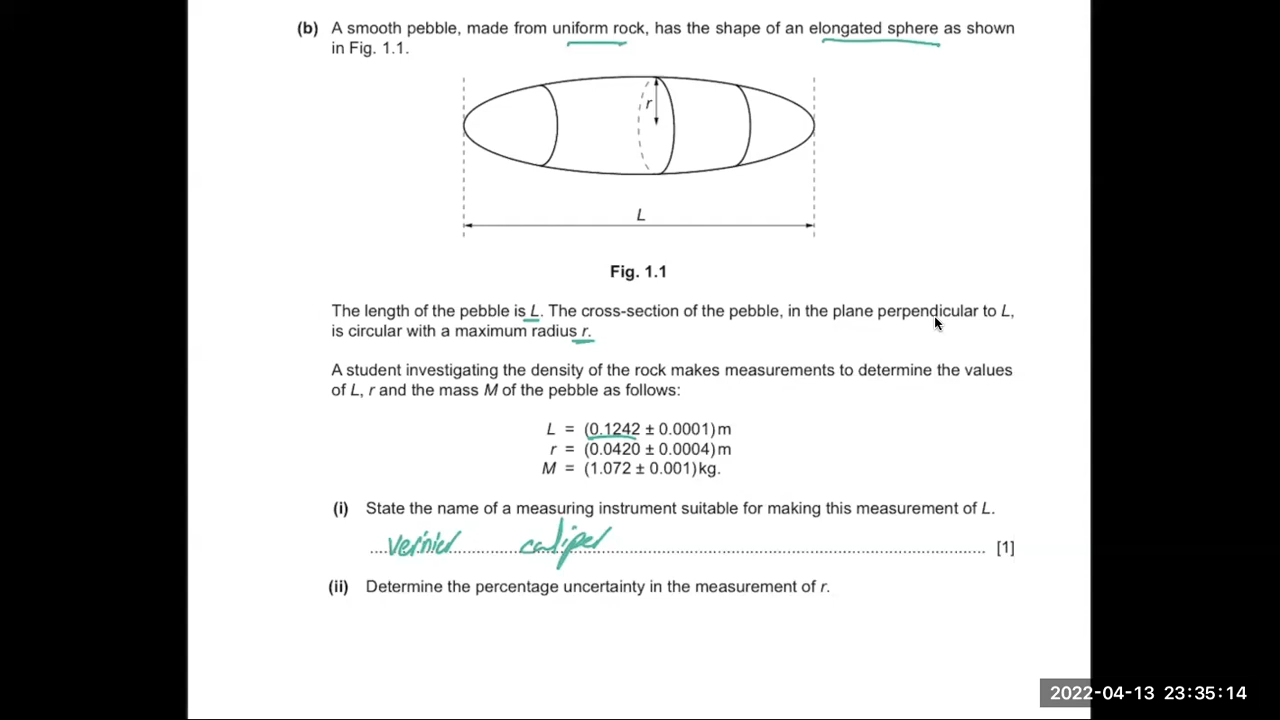 (b) A smooth pebble, made from uniform rock, has the shape of an elongated sphere as shown
in Fig. 1.1.
r
L
Fig. 1.1
The length of the pebble is L. The cross-section of the pebble, in the plane perpendicular to L,
is circular with a maximum radius r.
A student investigating the density of the rock makes measurements to determine the values
of L, r and the mass M of the pebble as follows:
L = (0.1242 ± 0.0001) m
r = (0.0420 ± 0.0004) m
M = (1.072 ± 0.001) kg.
(i) State the name of a measuring instrument suitable for making this measurement of L.
vernier caliper [1]
(ii) Determine the percentage uncertainty in the measurement of r.
2022-04-13 23:35:14